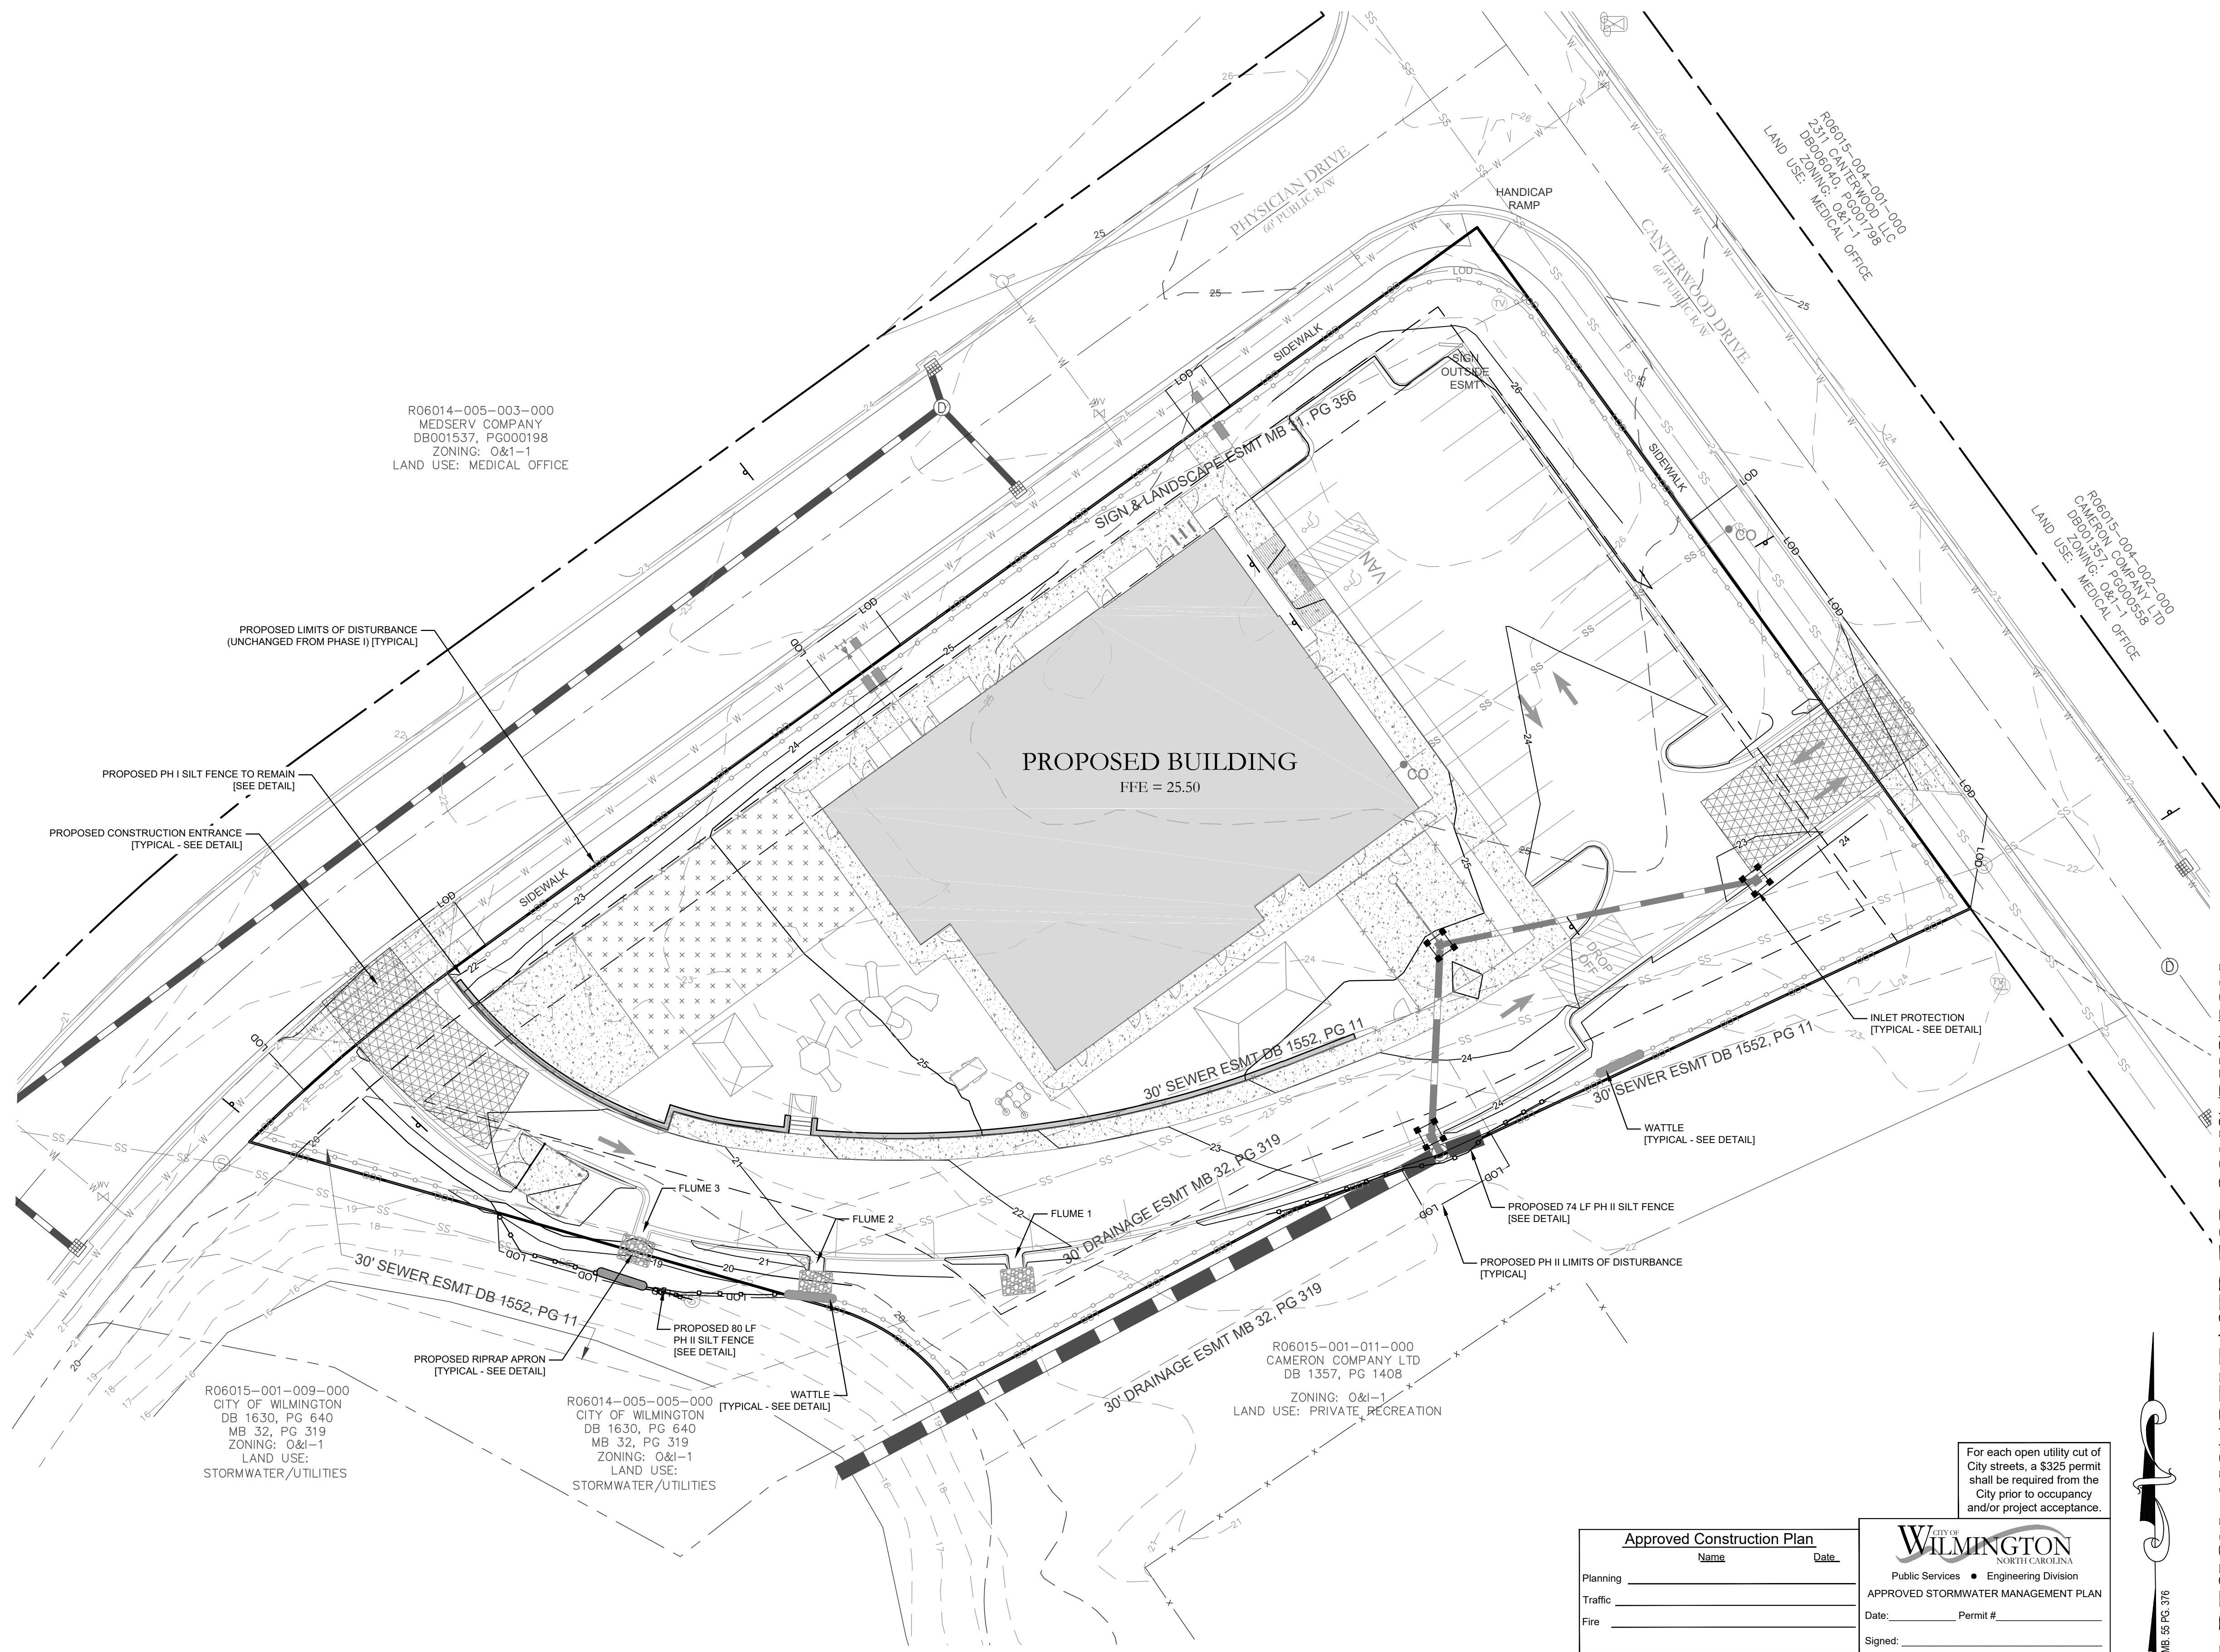 R06014-005-003-000
MEDSERV COMPANY
DB001537, PG000198
ZONING: O&1-1
LAND USE: MEDICAL OFFICE
PHYSICIAN DRIVE
60' PUBLIC R/W
HANDICAP
RAMP
CANTERWOOD DRIVE
60' PUBLIC R/W
R06015-004-001-000
2311 CANTERWOOD LLC
DB006040, PG001798
ZONING: O&1-1
LAND USE: MEDICAL OFFICE
R06015-004-002-000
CAMERON COMPANY LTD
DB01357, PG000558
ZONING: O&1-1
LAND USE: MEDICAL OFFICE
SIDEWALK
SIGN
OUTSIDE
ESMT
SIGN & LANDSCAPE ESMT MB 31, PG 356
SIDEWALK
VAN
CO
PROPOSED LIMITS OF DISTURBANCE
(UNCHANGED FROM PHASE I) [TYPICAL]
PROPOSED PH I SILT FENCE TO REMAIN
[SEE DETAIL]
PROPOSED CONSTRUCTION ENTRANCE
[TYPICAL - SEE DETAIL]
SIDEWALK
PROPOSED BUILDING
FFE = 25.50
CO
DROP
OFF
INLET PROTECTION
[TYPICAL - SEE DETAIL]
30' SEWER ESMT DB 1552, PG 11
30' SEWER ESMT DB 1552, PG 11
WATTLE
[TYPICAL - SEE DETAIL]
FLUME 3
FLUME 2
FLUME 1
30' DRAINAGE ESMT MB 32, PG 319
PROPOSED 74 LF PH II SILT FENCE
[SEE DETAIL]
PROPOSED PH II LIMITS OF DISTURBANCE
[TYPICAL]
30' SEWER ESMT DB 1552, PG 11
PROPOSED 80 LF
PH II SILT FENCE
[SEE DETAIL]
PROPOSED RIPRAP APRON
[TYPICAL - SEE DETAIL]
WATTLE
[TYPICAL - SEE DETAIL]
30' DRAINAGE ESMT MB 32, PG 319
R06015-001-009-000
CITY OF WILMINGTON
DB 1630, PG 640
MB 32, PG 319
ZONING: O&I-1
LAND USE:
STORMWATER/UTILITIES
R06014-005-005-000
CITY OF WILMINGTON
DB 1630, PG 640
MB 32, PG 319
ZONING: O&I-1
LAND USE:
STORMWATER/UTILITIES
R06015-001-011-000
CAMERON COMPANY LTD
DB 1357, PG 1408
ZONING: O&I-1
LAND USE: PRIVATE RECREATION
For each open utility cut of
City streets, a $325 permit
shall be required from the
City prior to occupancy
and/or project acceptance.
Approved Construction Plan
Name Date
Planning
Traffic
Fire
CITY OF
WILMINGTON
NORTH CAROLINA
Public Services ● Engineering Division
APPROVED STORMWATER MANAGEMENT PLAN
Date: Permit #
Signed:
MB. 55 PG. 376